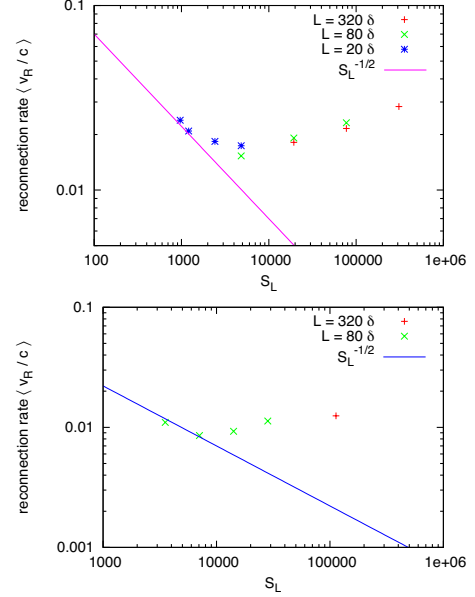 0.1
0.01
reconnection rate ⟨ v_R / c ⟩
L = 320 δ
L = 80 δ
L = 20 δ
S_L^-1/2
100 1000 10000 100000 1e+06
S_L
0.1
0.01
0.001
reconnection rate ⟨ v_R / c ⟩
L = 320 δ
L = 80 δ
S_L^-1/2
1000 10000 100000 1e+06
S_L